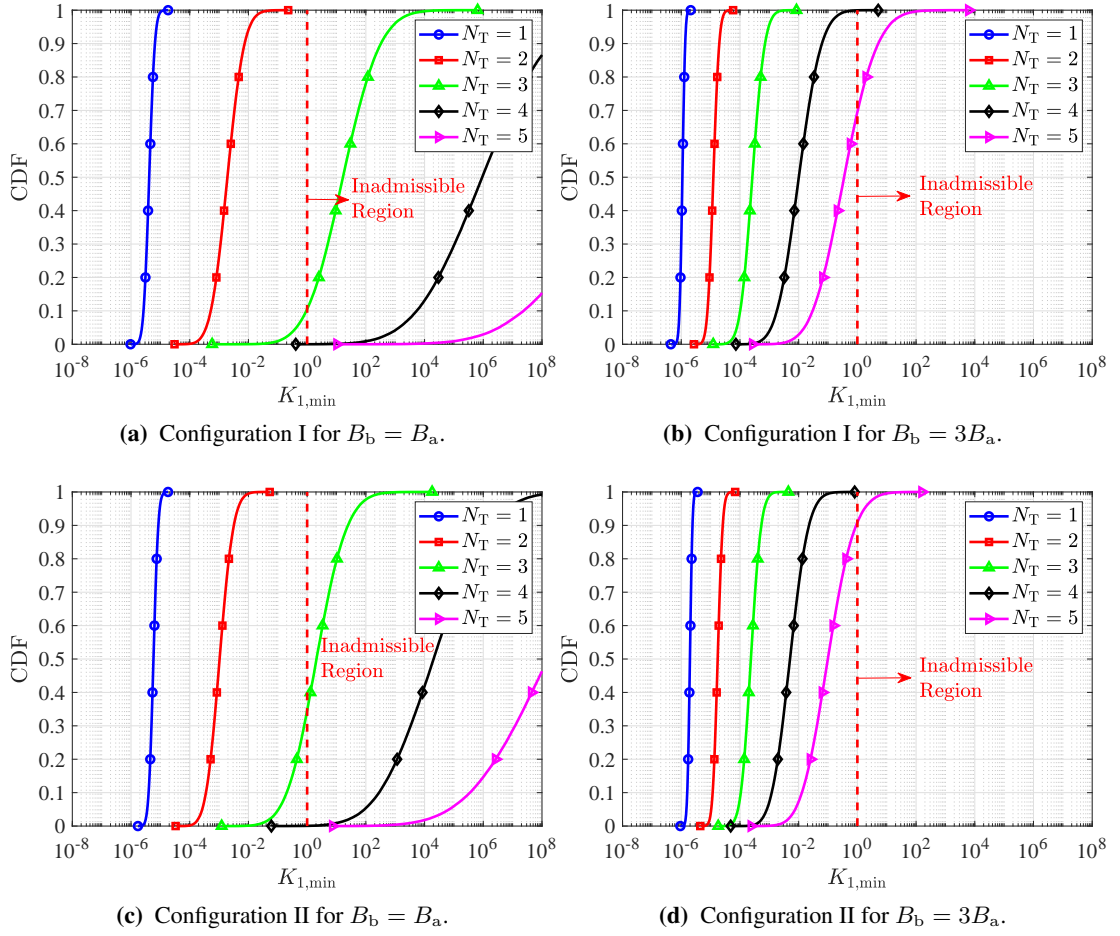 1
0.9
0.8
0.7
0.6
0.5
0.4
0.3
0.2
0.1
0
CDF
10^-8 10^-6 10^-4 10^-2 10^0 10^2 10^4 10^6 10^8
K_1,min
N_T = 1
N_T = 2
N_T = 3
N_T = 4
N_T = 5
Inadmissible
Region
(a) Configuration I for B_b = B_a.
1
0.9
0.8
0.7
0.6
0.5
0.4
0.3
0.2
0.1
0
CDF
10^-8 10^-6 10^-4 10^-2 10^0 10^2 10^4 10^6 10^8
K_1,min
N_T = 1
N_T = 2
N_T = 3
N_T = 4
N_T = 5
Inadmissible
Region
(b) Configuration I for B_b = 3B_a.
1
0.9
0.8
0.7
0.6
0.5
0.4
0.3
0.2
0.1
0
CDF
10^-8 10^-6 10^-4 10^-2 10^0 10^2 10^4 10^6 10^8
K_1,min
N_T = 1
N_T = 2
N_T = 3
N_T = 4
N_T = 5
Inadmissible
Region
(c) Configuration II for B_b = B_a.
1
0.9
0.8
0.7
0.6
0.5
0.4
0.3
0.2
0.1
0
CDF
10^-8 10^-6 10^-4 10^-2 10^0 10^2 10^4 10^6 10^8
K_1,min
N_T = 1
N_T = 2
N_T = 3
N_T = 4
N_T = 5
Inadmissible
Region
(d) Configuration II for B_b = 3B_a.